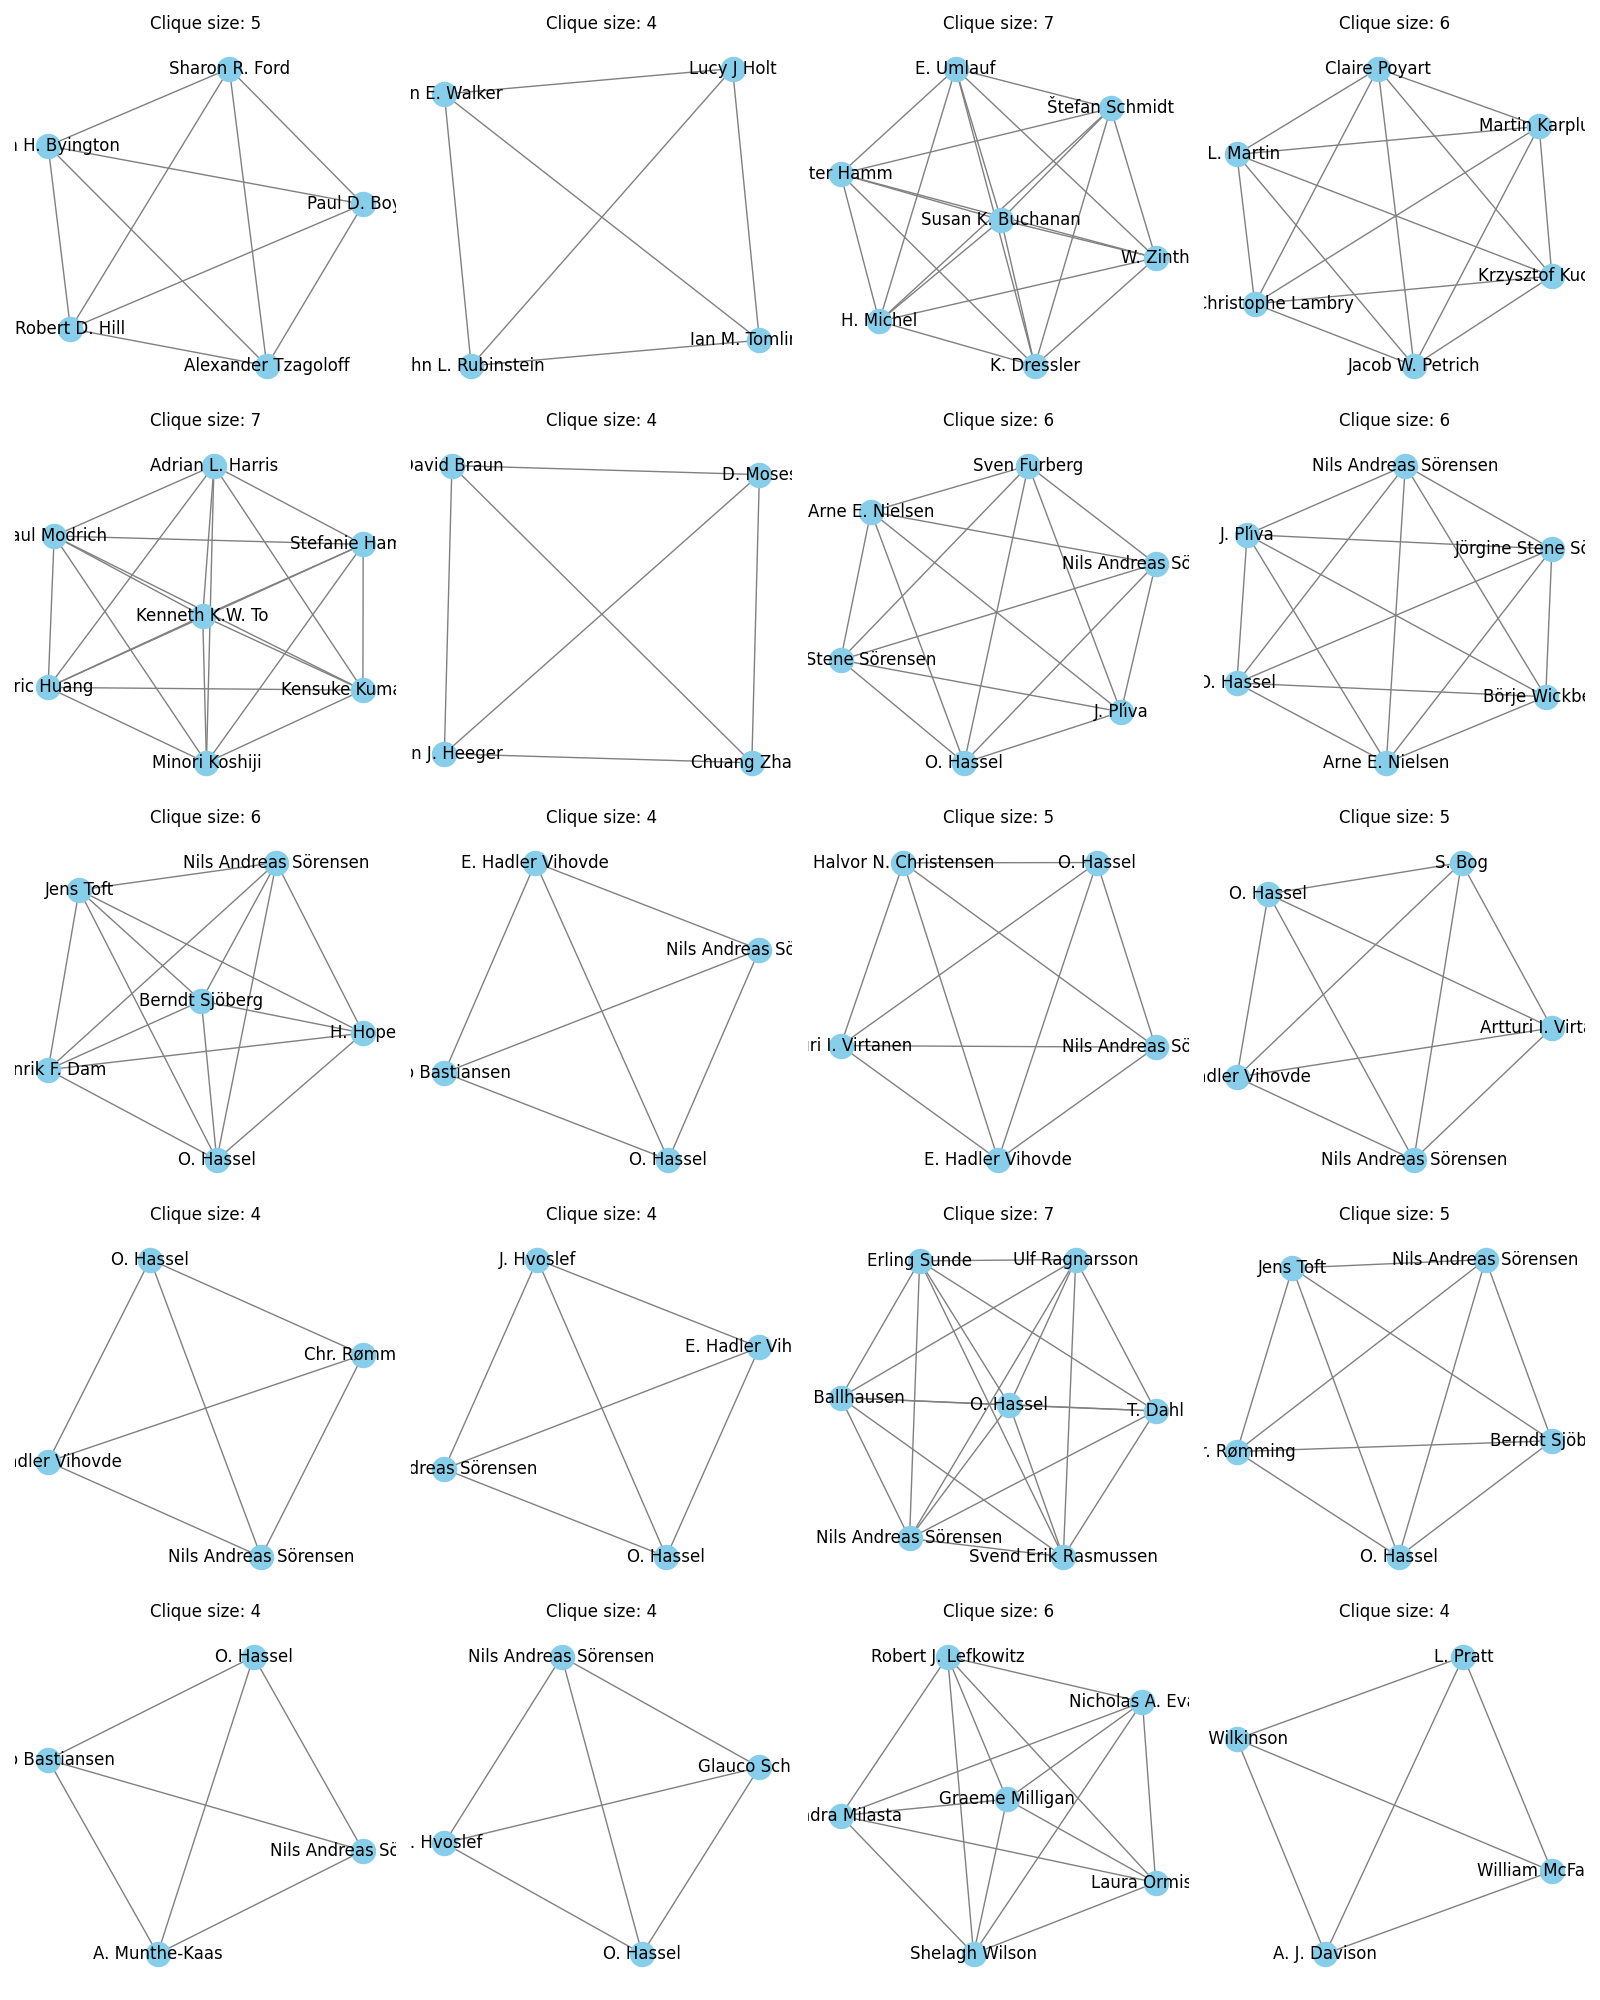 Clique size: 5
Sharon R. Ford
H. Byington
Paul D. Boy
Robert D. Hill
Alexander Tzagoloff
Clique size: 4
Lucy J Holt
n E. Walker
Ian M. Tomlin
hn L. Rubinstein
Clique size: 7
E. Umlauf
Štefan Schmidt
ter Hamm
Susan K. Buchanan
W. Zinth
H. Michel
K. Dressler
Clique size: 6
Claire Poyart
Martin Karplu
L. Martin
Krzysztof Kuc
Christophe Lambry
Jacob W. Petrich
Clique size: 7
Adrian L. Harris
aul Modrich
Stefanie Ham
Kenneth K.W. To
ric Huang
Kensuke Kuma
Minori Koshiji
Clique size: 4
David Braun
D. Moses
n J. Heeger
Chuang Zha
Clique size: 6
Sven Furberg
Arne E. Nielsen
Nils Andreas Sö
Stene Sörensen
J. Plíva
O. Hassel
Clique size: 6
Nils Andreas Sörensen
J. Plíva
Jörgine Stene Sö
O. Hassel
Börje Wickbe
Arne E. Nielsen
Clique size: 6
Nils Andreas Sörensen
Jens Toft
Berndt Sjöberg
H. Hope
nrik F. Dam
O. Hassel
Clique size: 4
E. Hadler Vihovde
Nils Andreas Sö
o Bastiansen
O. Hassel
Clique size: 5
Halvor N. Christensen
O. Hassel
ri I. Virtanen
Nils Andreas Sö
E. Hadler Vihovde
Clique size: 5
S. Bog
O. Hassel
Artturi I. Virta
adler Vihovde
Nils Andreas Sörensen
Clique size: 4
O. Hassel
Chr. Rømm
adler Vihovde
Nils Andreas Sörensen
Clique size: 4
J. Hvoslef
E. Hadler Vih
dreas Sörensen
O. Hassel
Clique size: 7
Erling Sunde
Ulf Ragnarsson
Ballhausen
O. Hassel
T. Dahl
Nils Andreas Sörensen
Svend Erik Rasmussen
Clique size: 5
Nils Andreas Sörensen
Jens Toft
r. Rømming
Berndt Sjöb
O. Hassel
Clique size: 4
O. Hassel
o Bastiansen
Nils Andreas Sö
A. Munthe-Kaas
Clique size: 4
Nils Andreas Sörensen
Glauco Sch
. Hvoslef
O. Hassel
Clique size: 6
Robert J. Lefkowitz
Nicholas A. Eva
Graeme Milligan
ndra Milasta
Laura Ormis
Shelagh Wilson
Clique size: 4
L. Pratt
Wilkinson
William McFa
A. J. Davison